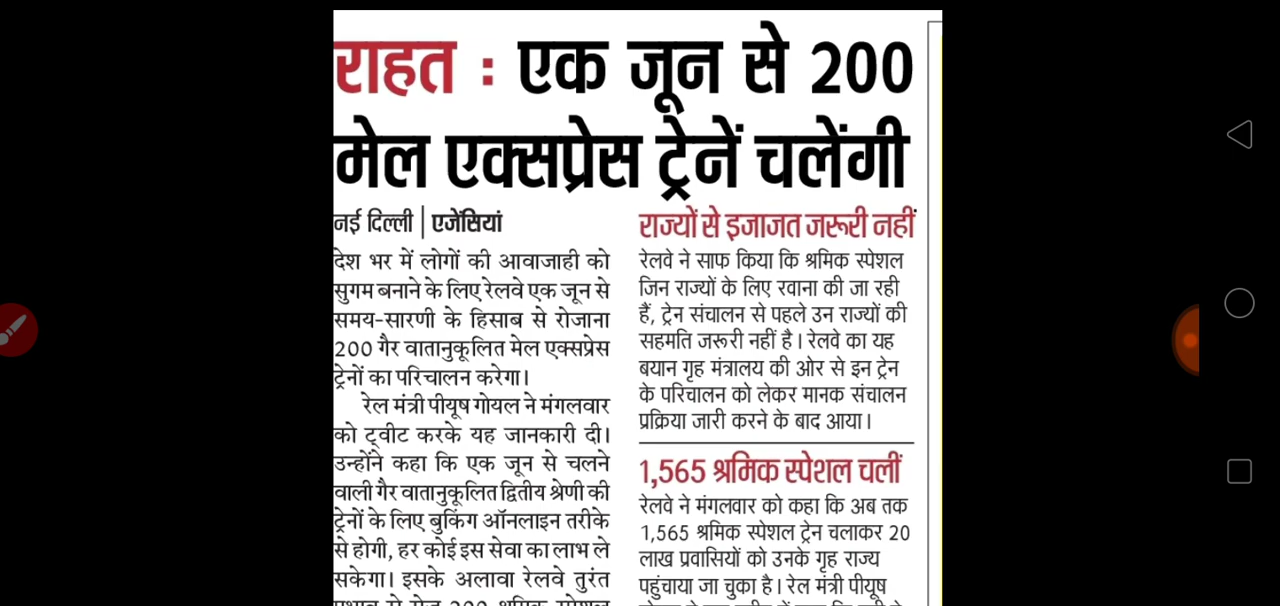 राहत : एक जून से 200
मेल एक्सप्रेस ट्रेनें चलेंगी
नई दिल्ली | एजेंसियां
देश भर में लोगों की आवाजाही को
सुगम बनाने के लिए रेलवे एक जून से
समय-सारणी के हिसाब से रोजाना
200 गैर वातानुकूलित मेल एक्सप्रेस
ट्रेनों का परिचालन करेगा।
रेल मंत्री पीयूष गोयल ने मंगलवार
को ट्वीट करके यह जानकारी दी।
उन्होंने कहा कि एक जून से चलने
वाली गैर वातानुकूलित द्वितीय श्रेणी की
ट्रेनों के लिए बुकिंग ऑनलाइन तरीके
से होगी, हर कोई इस सेवा का लाभ ले
सकेगा। इसके अलावा रेलवे तुरंत
राज्यों से इजाजत जरूरी नहीं
रेलवे ने साफ किया कि श्रमिक स्पेशल
जिन राज्यों के लिए रवाना की जा रही
हैं, ट्रेन संचालन से पहले उन राज्यों की
सहमति जरूरी नहीं है। रेलवे का यह
बयान गृह मंत्रालय की ओर से इन ट्रेन
के परिचालन को लेकर मानक संचालन
प्रक्रिया जारी करने के बाद आया।
1,565 श्रमिक स्पेशल चलीं
रेलवे ने मंगलवार को कहा कि अब तक
1,565 श्रमिक स्पेशल ट्रेन चलाकर 20
लाख प्रवासियों को उनके गृह राज्य
पहुंचाया जा चुका है। रेल मंत्री पीयूष